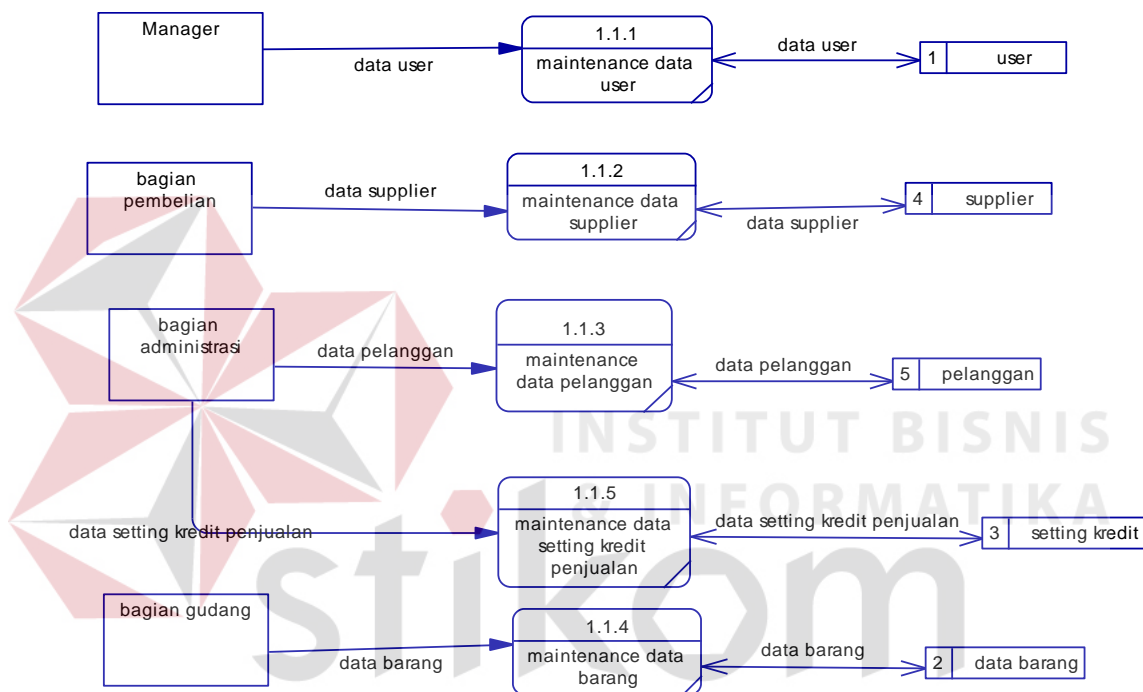 Manager
data user
1.1.1
maintenance data
user
data user
1 user
bagian
pembelian
data supplier
1.1.2
maintenance data
supplier
data supplier
4 supplier
bagian
administrasi
data pelanggan
1.1.3
maintenance
data pelanggan
data pelanggan
5 pelanggan
INSTITUT BISNIS
& INFORMATIKA
stikom
data setting kredit penjualan
1.1.5
maintenance data
setting kredit
penjualan
data setting kredit penjualan
3 setting kredit
bagian gudang
data barang
1.1.4
maintenance data
barang
data barang
2 data barang